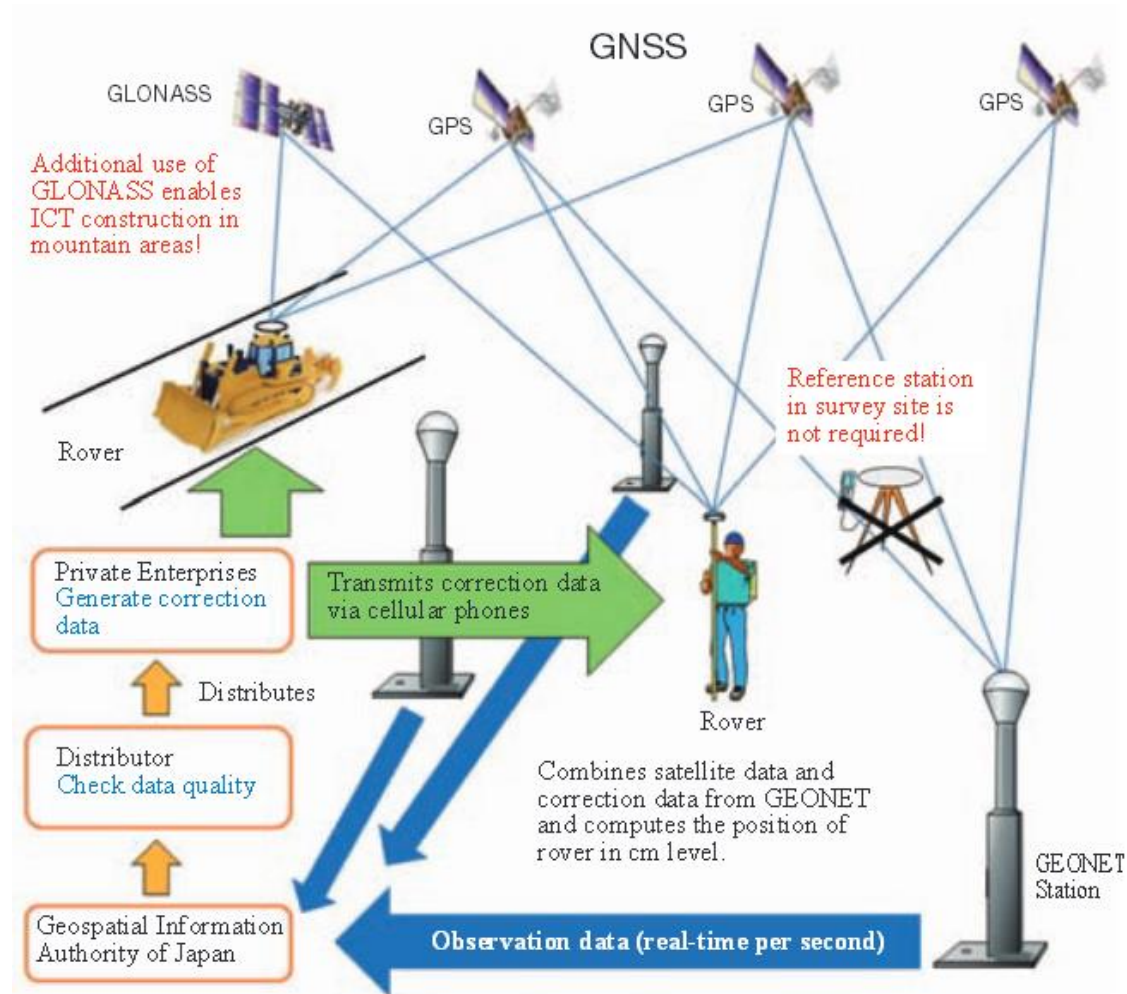 GNSS
GLONASS
GPS
GPS
GPS
Additional use of
GLONASS enables
ICT construction in
mountain areas!
Reference station
in survey site is
not required!
Rover
Private Enterprises
Generate correction
data
Transmits correction data
via cellular phones
Distributes
Rover
Distributor
Check data quality
Combines satellite data and
correction data from GEONET
and computes the position of
rover in cm level.
GEONET
Station
Geospatial Information
Authority of Japan
Observation data (real-time per second)